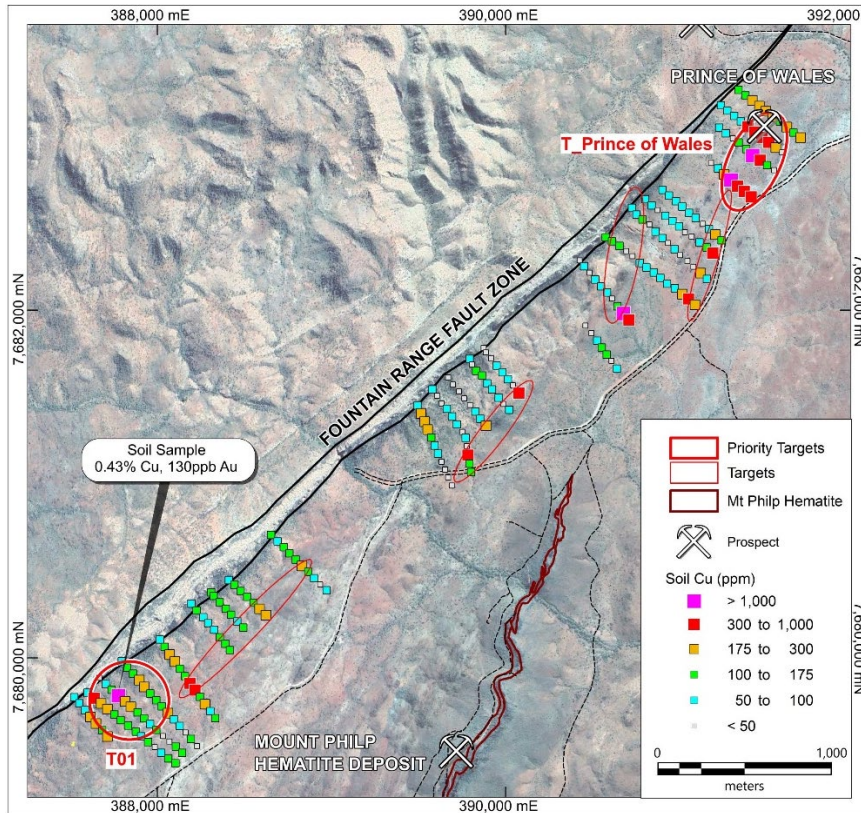 388,000 mE
390,000 mE
392,000
PRINCE OF WALES
T_Prince of Wales
FOUNTAIN RANGE FAULT ZONE
7,682,000 mN
7,682,000 mN
Soil Sample
0.43% Cu, 130ppb Au
7,680,000 mN
7,680,000 mN
T01
MOUNT PHILP
HEMATITE DEPOSIT
Priority Targets
Targets
Mt Philp Hematite
Prospect
Soil Cu (ppm)
> 1,000
300 to 1,000
175 to 300
100 to 175
50 to 100
< 50
0 1,000
meters
388,000 mE
390,000 mE